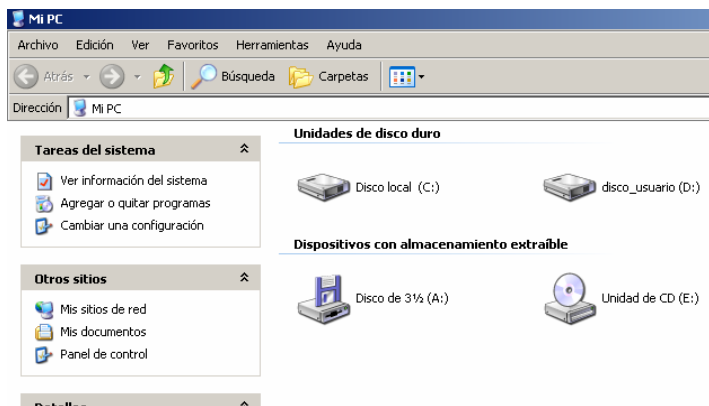 Mi PC
Archivo Edición Ver Favoritos Herramientas Ayuda
Atrás Búsqueda Carpetas
Dirección Mi PC
Tareas del sistema
Ver información del sistema
Agregar o quitar programas
Cambiar una configuración
Otros sitios
Mis sitios de red
Mis documentos
Panel de control
Detalles
Unidades de disco duro
Disco local (C:)
disco_usuario (D:)
Dispositivos con almacenamiento extraíble
Disco de 3½ (A:)
Unidad de CD (E:)